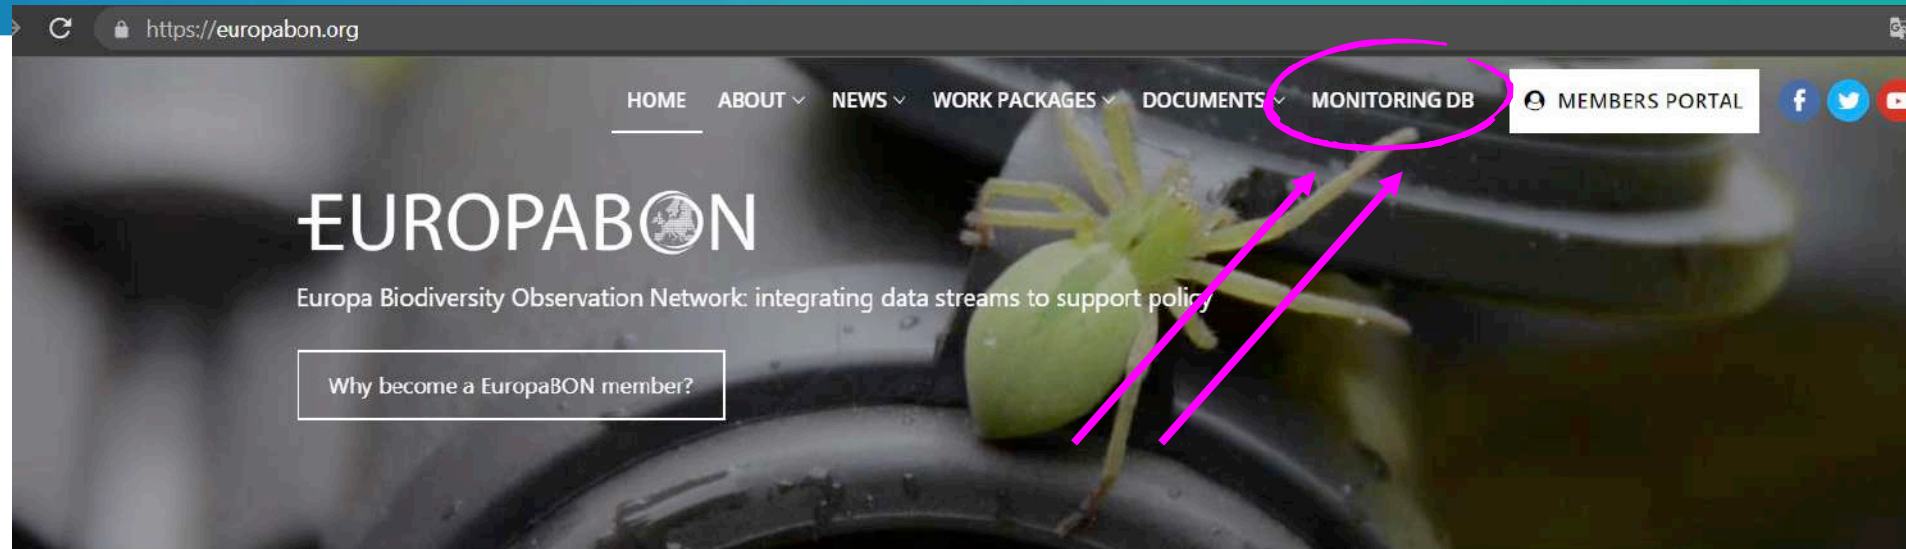 https://europabon.org
HOME ABOUT NEWS WORK PACKAGES DOCUMENTS MONITORING DB MEMBERS PORTAL
EUROPABON
Europa Biodiversity Observation Network: integrating data streams to support policy
Why become a EuropaBON member?